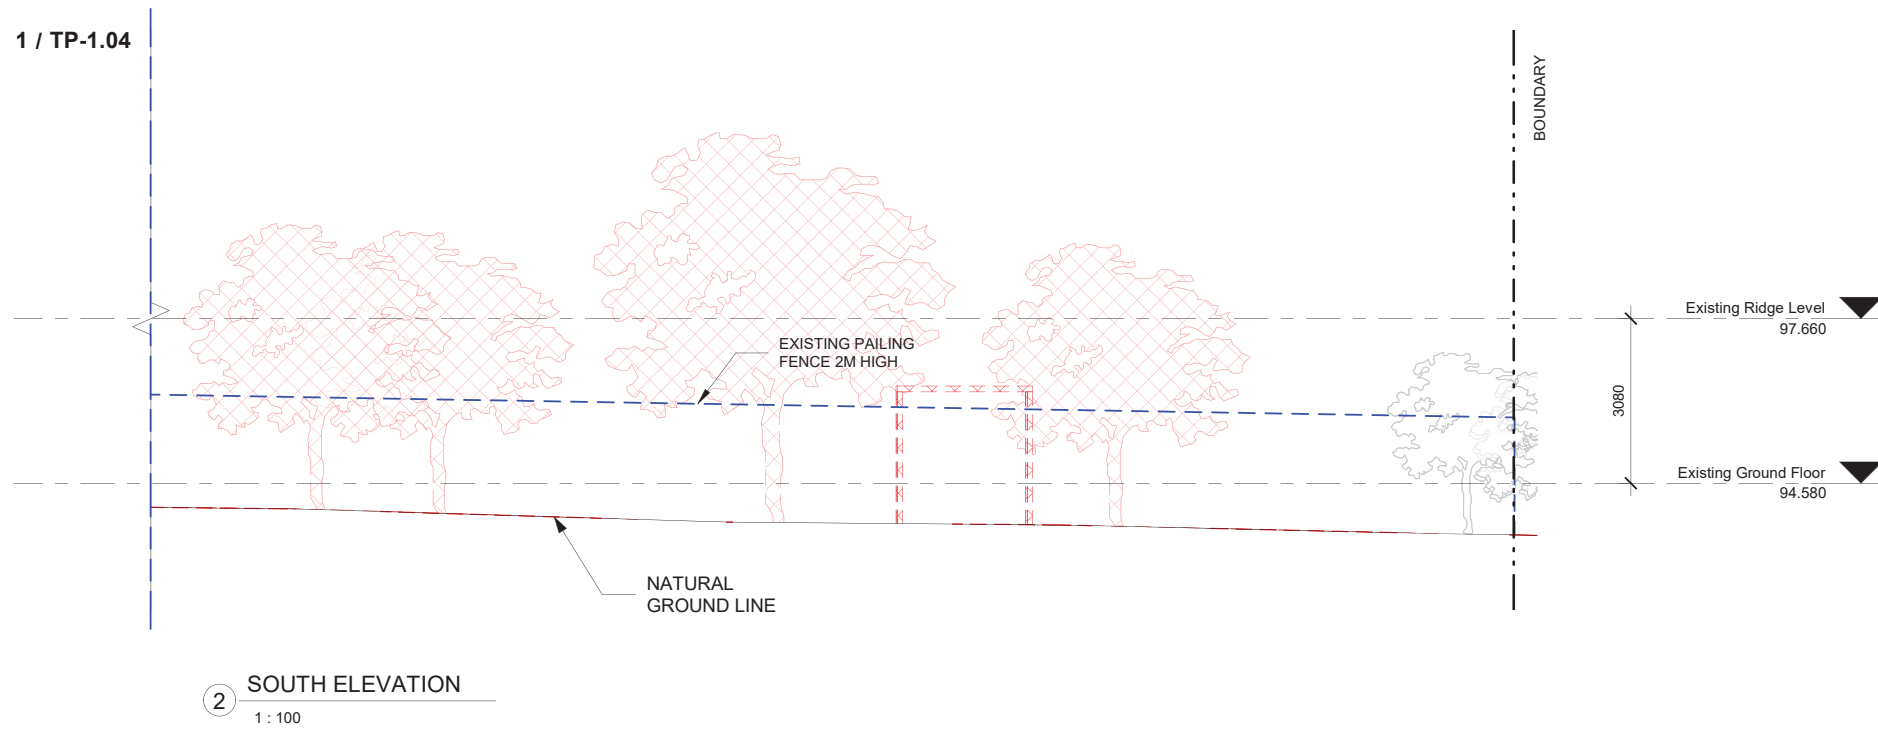 1 / TP-1.04
BOUNDARY
Existing Ridge Level
97.660
EXISTING PAILING
FENCE 2M HIGH
3080
Existing Ground Floor
94.580
NATURAL
GROUND LINE
2
SOUTH ELEVATION
1 : 100